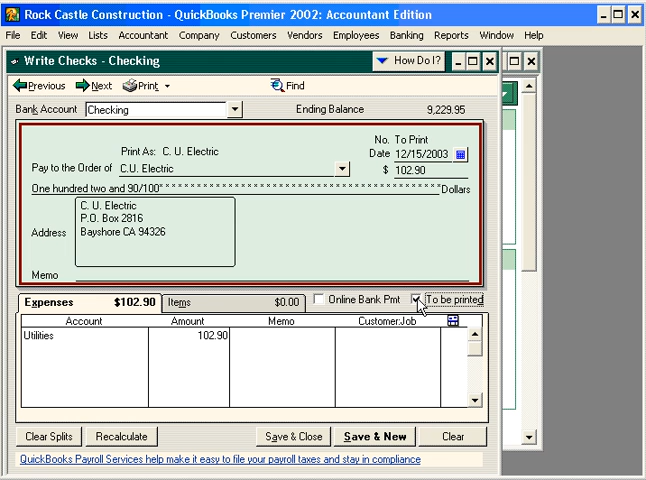 Rock Castle Construction - QuickBooks Premier 2002: Accountant Edition
File Edit View Lists Accountant Company Customers Vendors Employees Banking Reports Window Help
Write Checks - Checking
How Do I?
Previous Next Print Find
Bank Account Checking Ending Balance 9,229.95
No. To Print
Print As: C. U. Electric
Date 12/15/2003
Pay to the Order of C.U. Electric $ 102.90
One hundred two and 90/100* * * * * * * * * * * * * * * * * * * * * * * * * * * * * * * * * * * * * * * * * * Dollars
C. U. Electric
P.O. Box 2816
Address Bayshore CA 94326
Memo
Expenses $102.90 Items $0.00 Online Bank Pmt To be printed
Account Amount Memo Customer:Job
Utilities 102.90
Clear Splits Recalculate Save & Close Save & New Clear
QuickBooks Payroll Services help make it easy to file your payroll taxes and stay in compliance